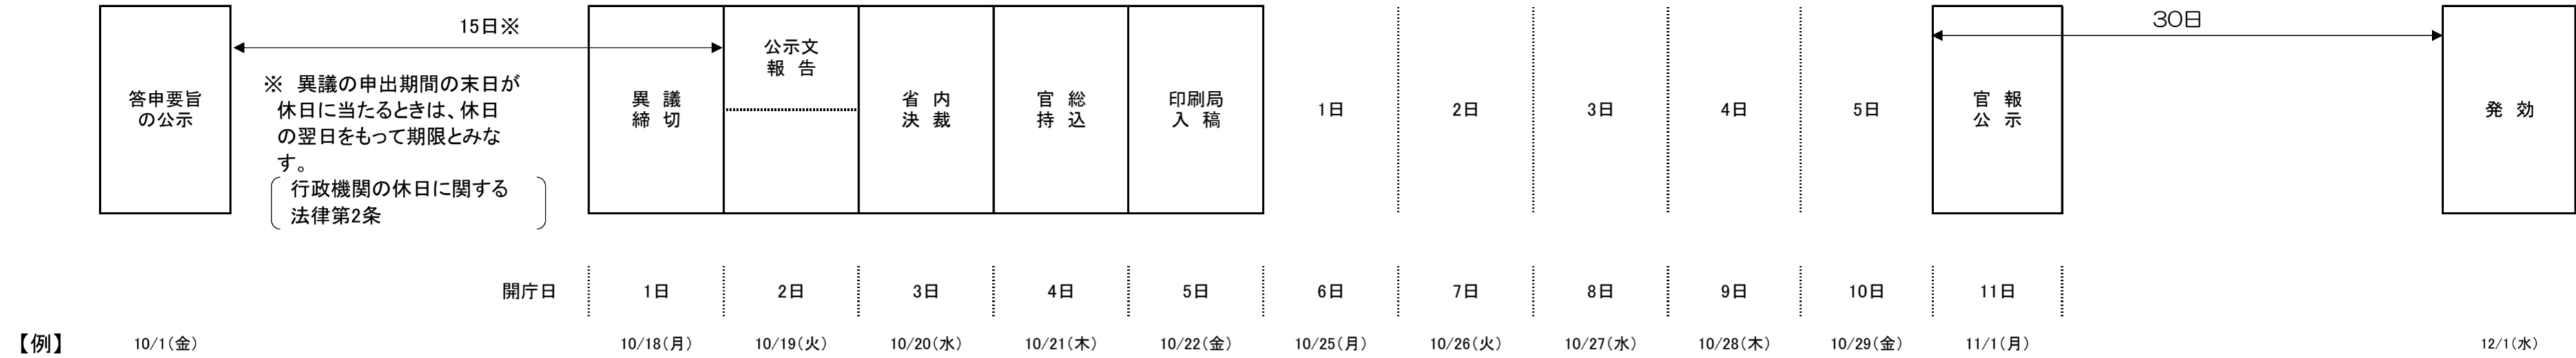 15日※
30日
答申要旨
の公示
※ 異議の申出期間の末日が
休日に当たるときは、休日
の翌日をもって期限とみな
す。
行政機関の休日に関する
法律第2条
異 議
締 切
公示文
報 告
省 内
決 裁
官 総
持 込
印刷局
入 稿
1日
2日
3日
4日
5日
官 報
公 示
発 効
開庁日
1日
2日
3日
4日
5日
6日
7日
8日
9日
10日
11日
【例】
10/1(金)
10/18(月)
10/19(火)
10/20(水)
10/21(木)
10/22(金)
10/25(月)
10/26(火)
10/27(水)
10/28(木)
10/29(金)
11/1(月)
12/1(水)